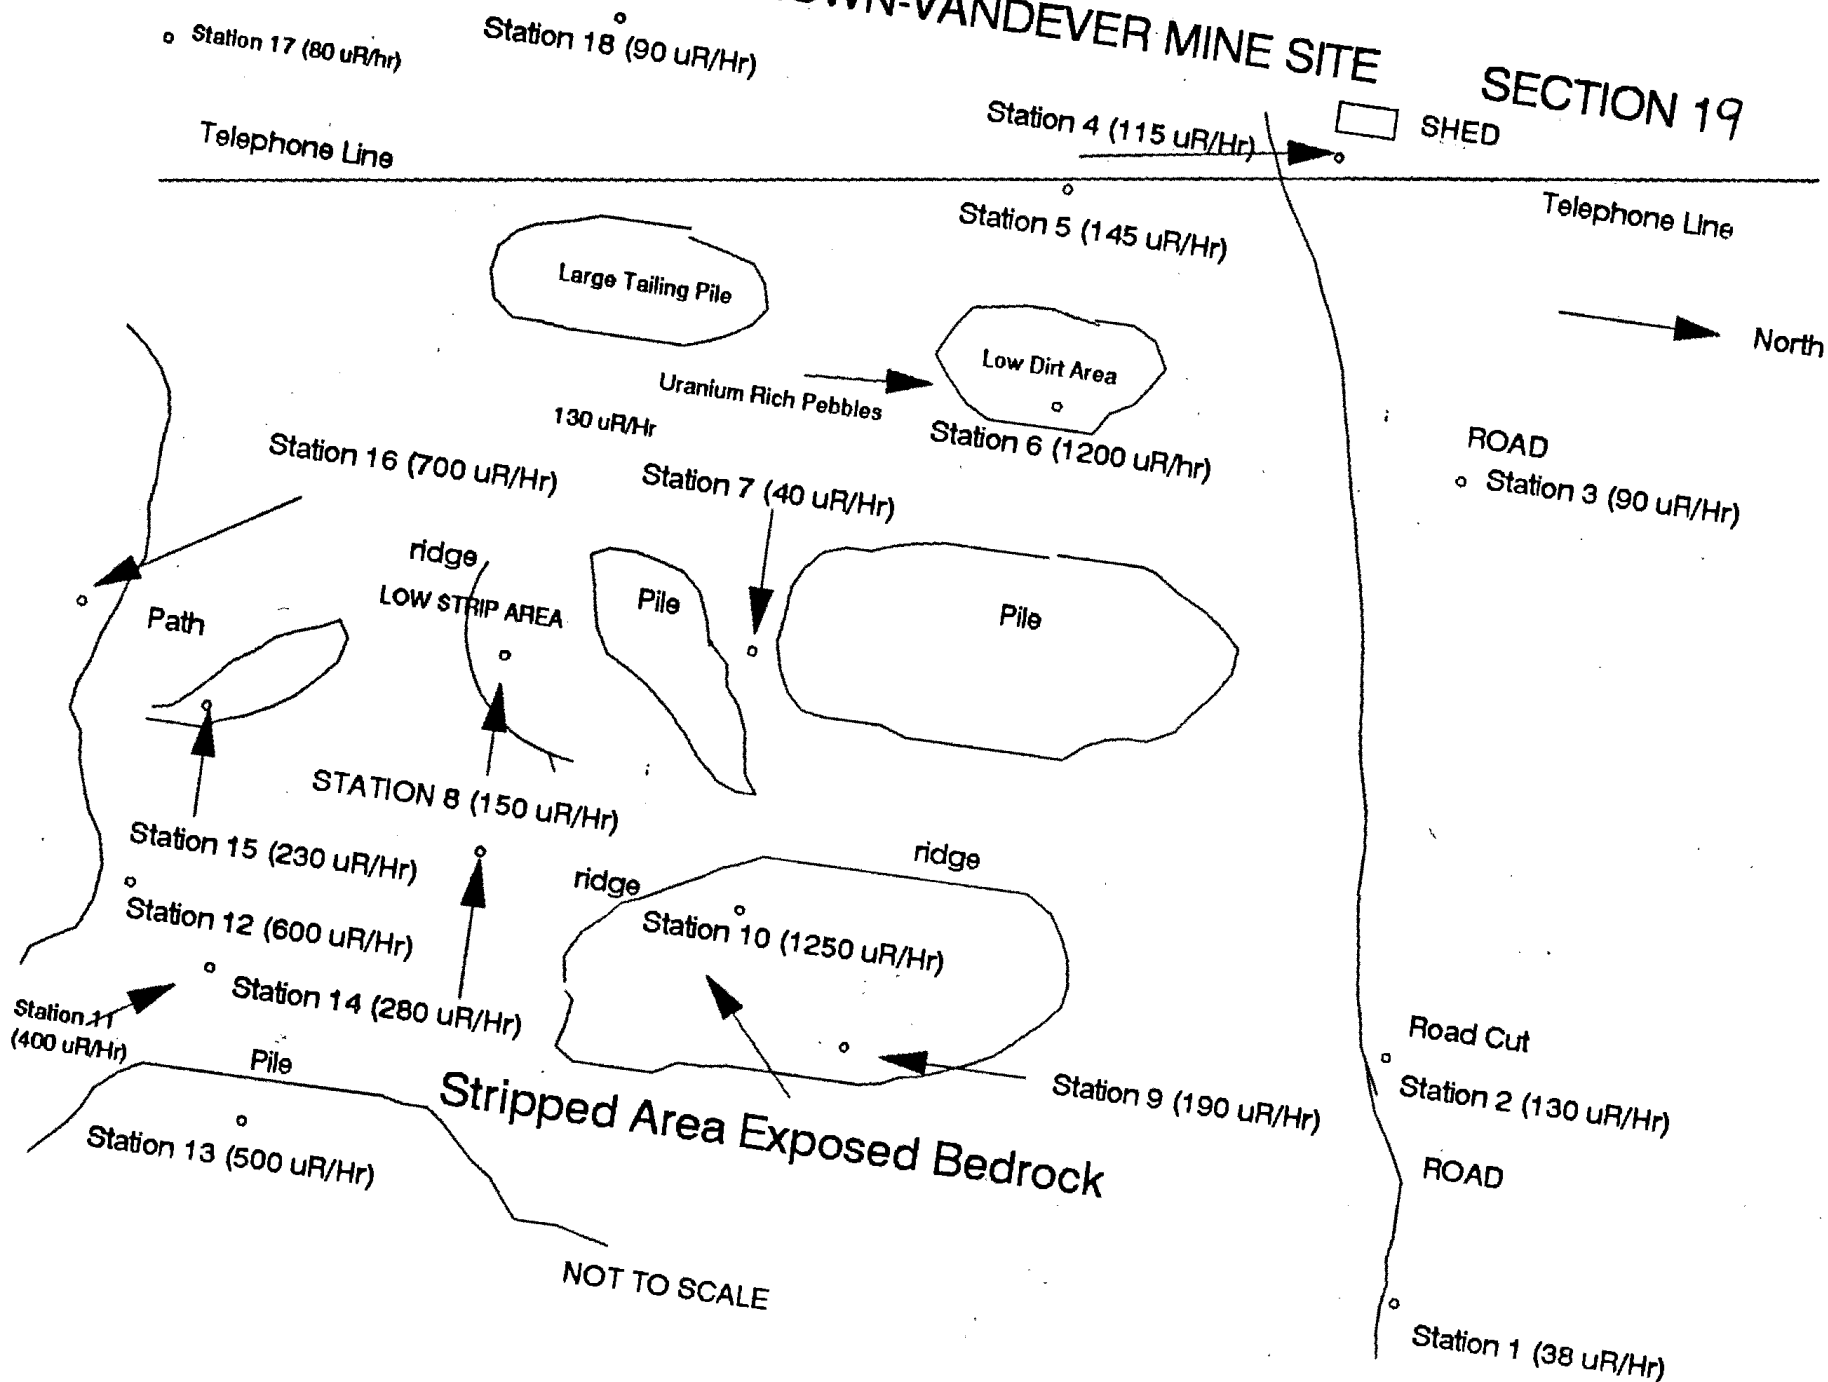 -VANDEVER MINE SITE
SECTION 19
Station 17 (80 uR/hr)
Station 18 (90 uR/Hr)
Station 4 (115 uR/Hr)
SHED
Telephone Line
Station 5 (145 uR/Hr)
Telephone Line
Large Tailing Pile
Low Dirt Area
North
Uranium Rich Pebbles
130 uR/Hr
Station 16 (700 uR/Hr)
Station 7 (40 uR/Hr)
Station 6 (1200 uR/hr)
ROAD
Station 3 (90 uR/Hr)
ridge
LOW STRIP AREA
Pile
Pile
Path
STATION 8 (150 uR/Hr)
Station 15 (230 uR/Hr)
ridge
ridge
Station 12 (600 uR/Hr)
Station 10 (1250 uR/Hr)
Station 14 (280 uR/Hr)
Station 11
(400 uR/Hr)
Pile
Road Cut
Station 9 (190 uR/Hr)
Station 2 (130 uR/Hr)
Stripped Area Exposed Bedrock
Station 13 (500 uR/Hr)
ROAD
NOT TO SCALE
Station 1 (38 uR/Hr)